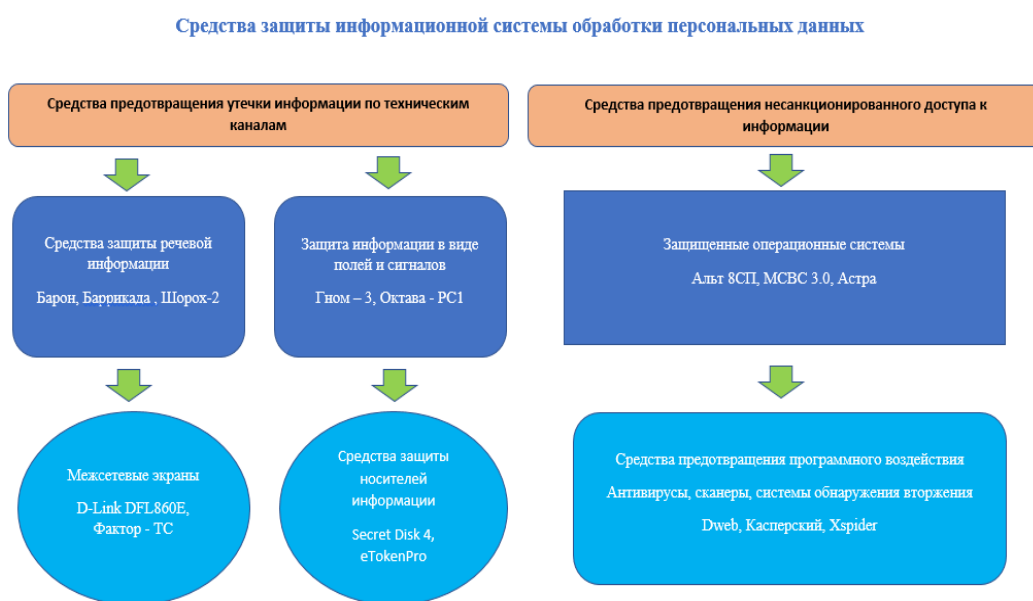 Средства защиты информационной системы обработки персональных данных
Средства предотвращения утечки информации по техническим
каналам
Средства предотвращения несанкционированного доступа к
информации
Средства защиты речевой
информации
Барон, Баррикада , Шорох-2
Защита информации в виде
полей и сигналов
Гном – 3, Октава - РС1
Защищенные операционные системы
Альт 8СП, МСВС 3.0, Астра
Межсетевые экраны
D-Link DFL860E,
Фактор - ТС
Средства защиты
носителей
информации
Secret Disk 4,
eTokenPro
Средства предотвращения программного воздействия
Антивирусы, сканеры, системы обнаружения вторжения
Dweb, Касперский, Xspider